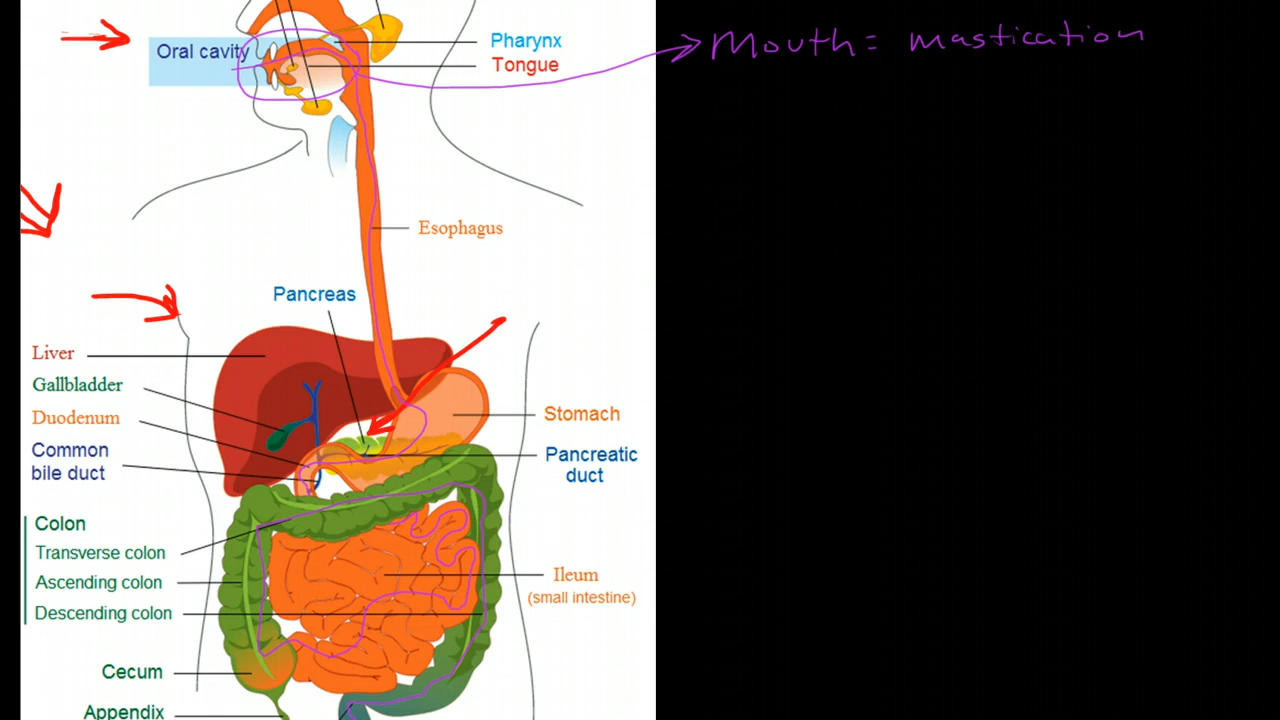 Oral cavity
Pharynx
Tongue
Mouth = mastication
Esophagus
Pancreas
Liver
Gallbladder
Duodenum
Common
bile duct
Stomach
Pancreatic
duct
Colon
Transverse colon
Ascending colon
Descending colon
Ileum
(small intestine)
Cecum
Appendix